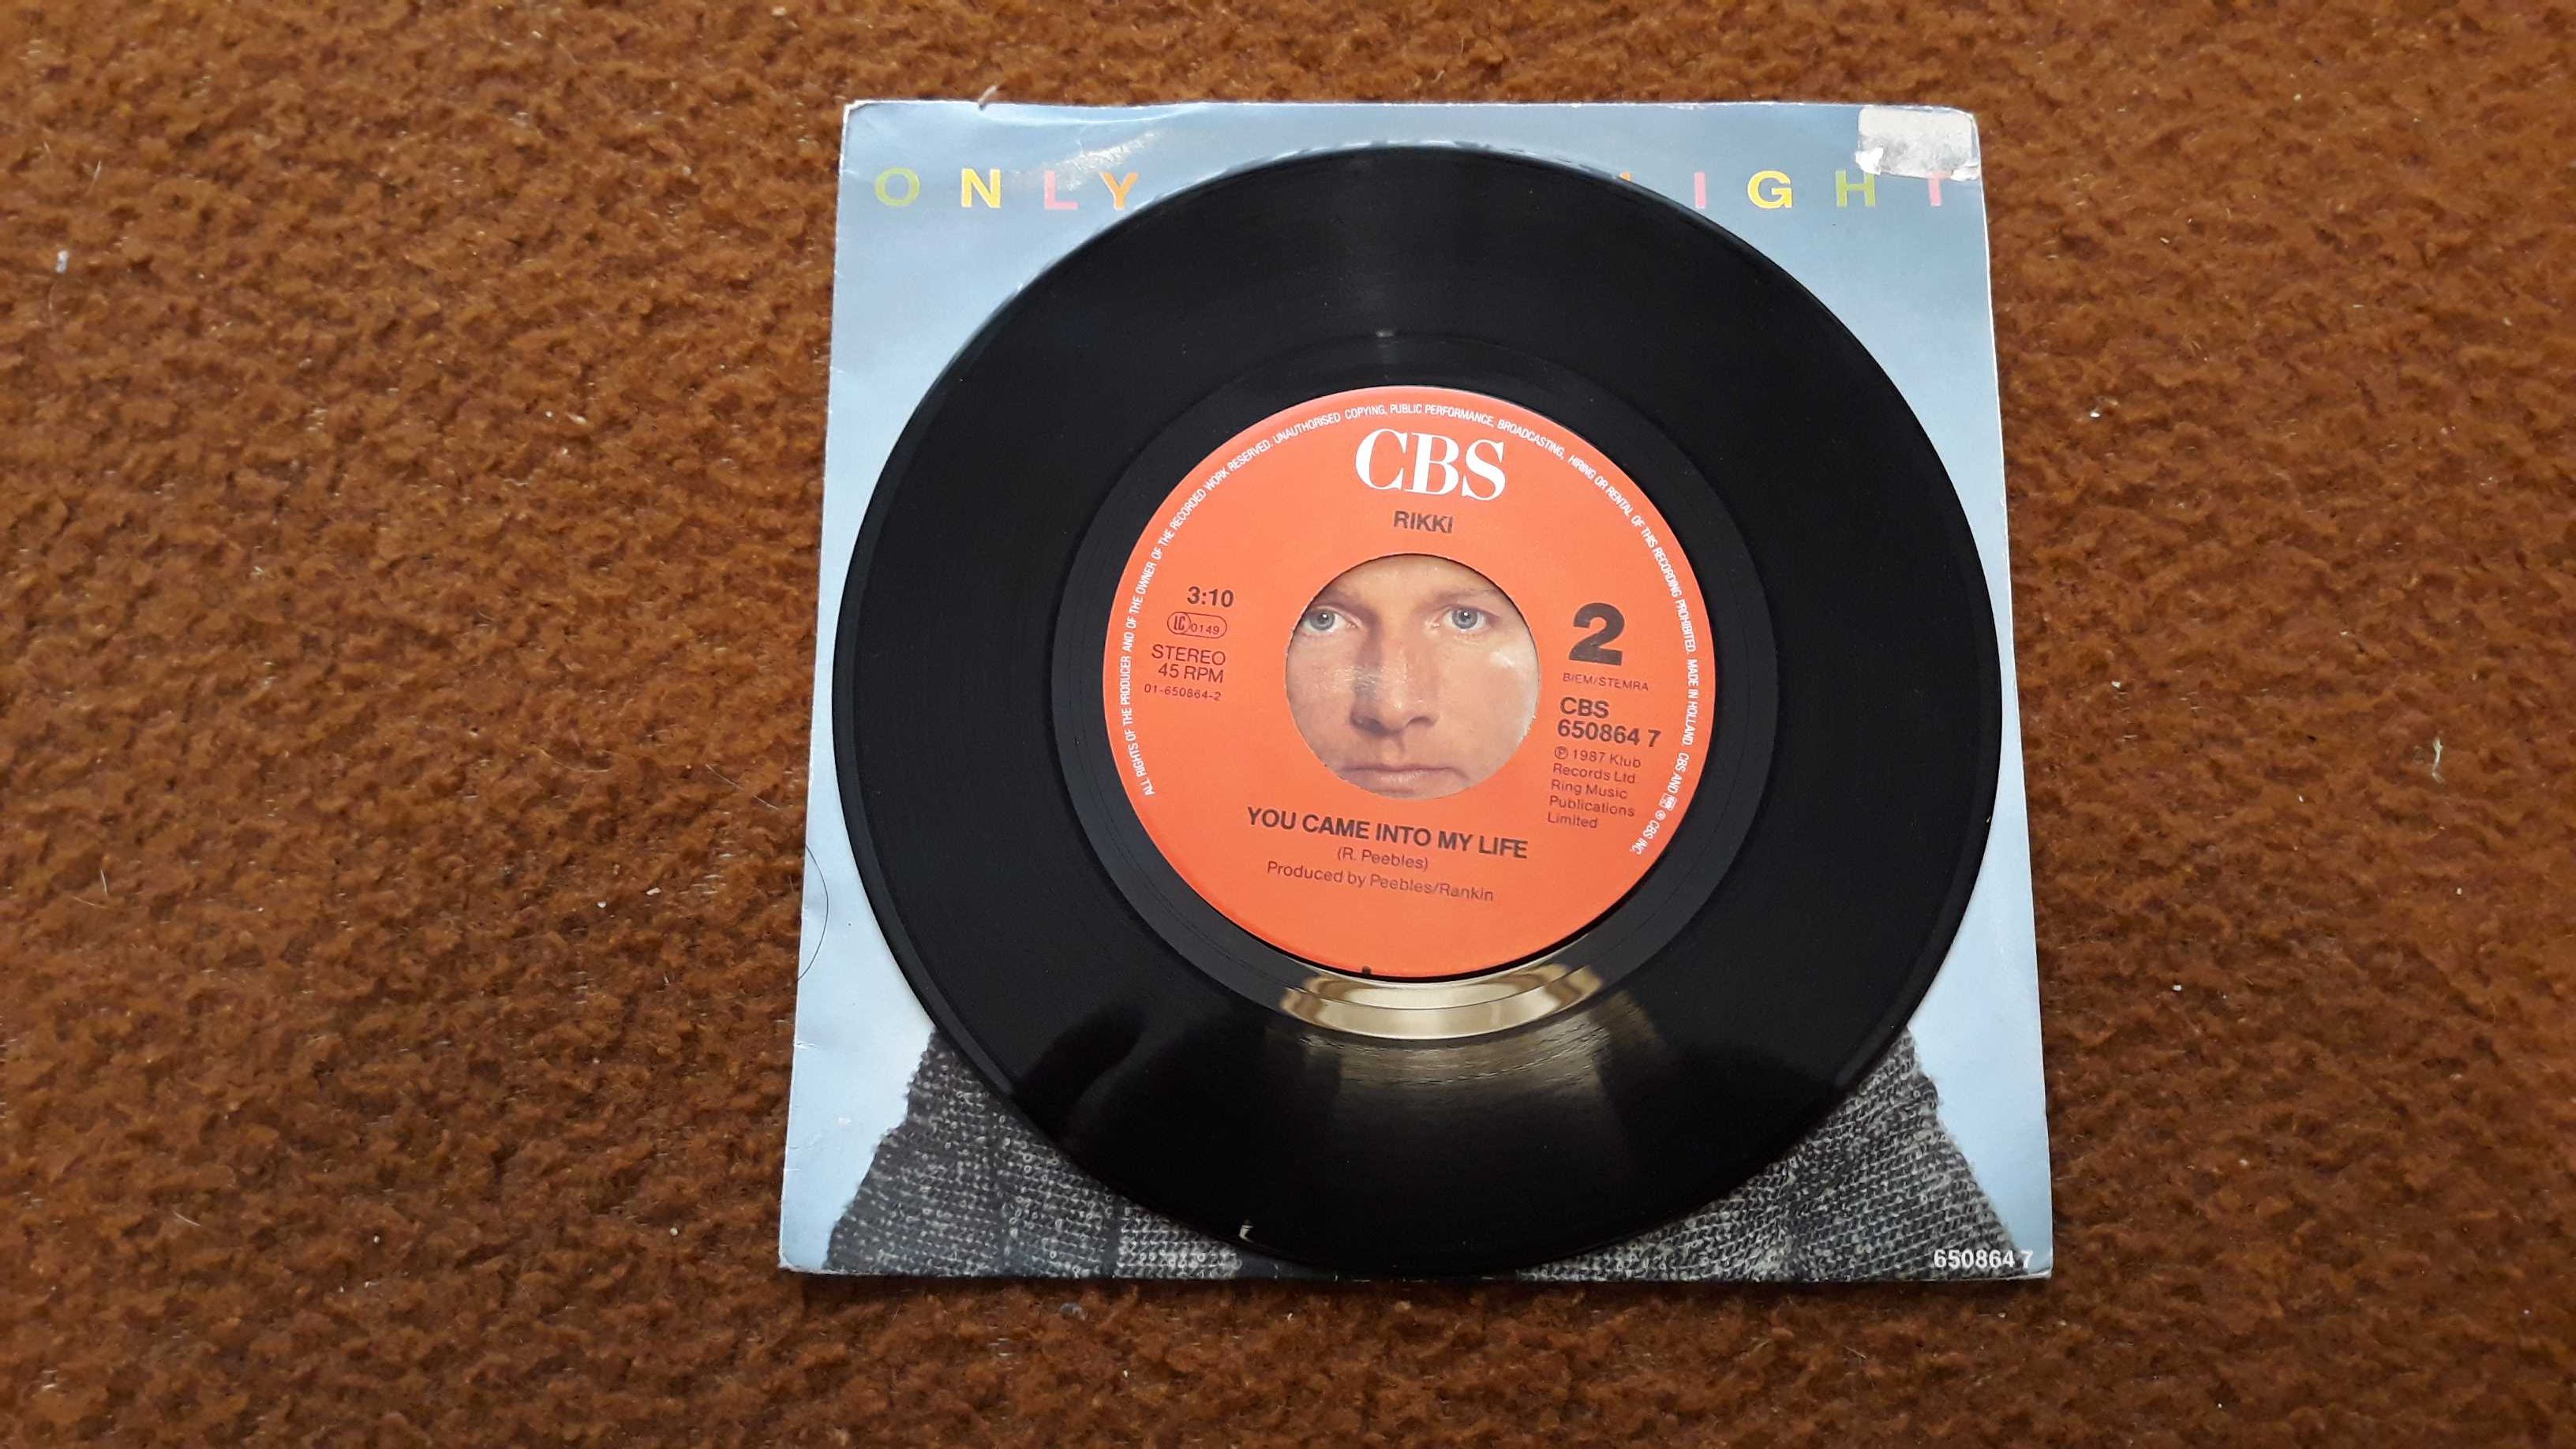 ONLY LIGHT
ALL RIGHTS OF THE PRODUCER AND OF THE OWNER OF THE RECORDED WORK RESERVED. UNAUTHORISED COPYING, PUBLIC PERFORMANCE, BROADCASTING, HIRING OR RENTAL OF THIS RECORDING PROHIBITED. MADE IN HOLLAND. CBS AND ® CBS INC.
CBS
RIKKI
3:10
LC 0149
STEREO
45 RPM
01-650864-2
2
BIEM/STEMRA
CBS
650864 7
℗ 1987 Klub
Records Ltd
Ring Music
Publications
Limited
YOU CAME INTO MY LIFE
(R. Peebles)
Produced by Peebles/Rankin
650864 7